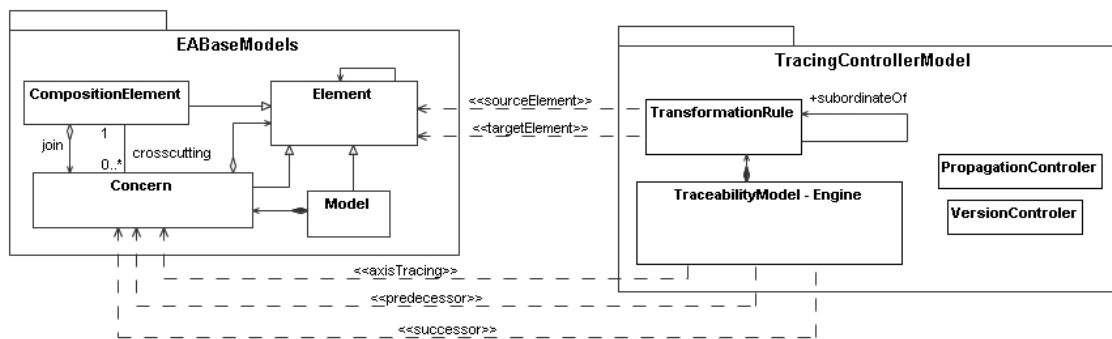 EABaseModels
CompositionElement
Element
join
1
0..*
crosscutting
Concern
Model
<<sourceElement>>
<<targetElement>>
TracingControllerModel
TransformationRule
+subordinateOf
TraceabilityModel - Engine
PropagationControler
VersionControler
<<axisTracing>>
<<predecessor>>
<<successor>>